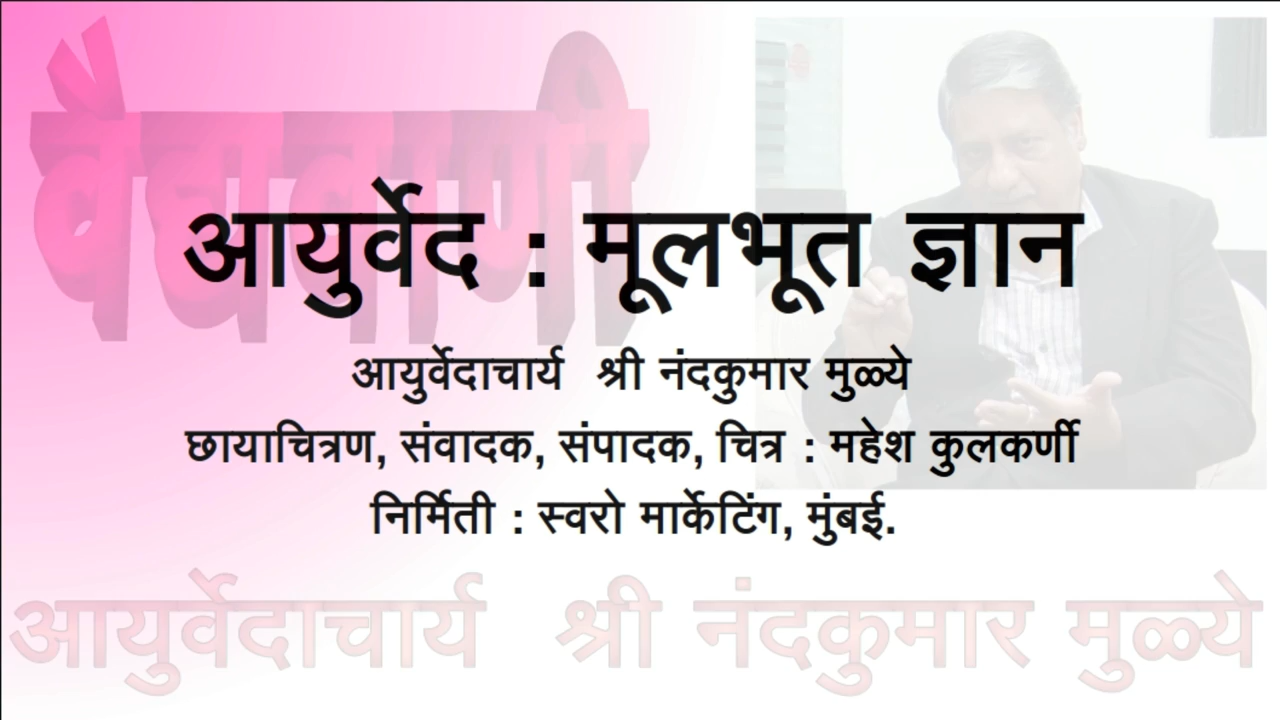 वैद्यवाणी
आयुर्वेद : मूलभूत ज्ञान
आयुर्वेदाचार्य श्री नंदकुमार मुळ्ये
छायाचित्रण, संवादक, संपादक, चित्र : महेश कुलकर्णी
निर्मिती : स्वरो मार्केटिंग, मुंबई.
आयुर्वेदाचार्य श्री नंदकुमार मुळ्ये